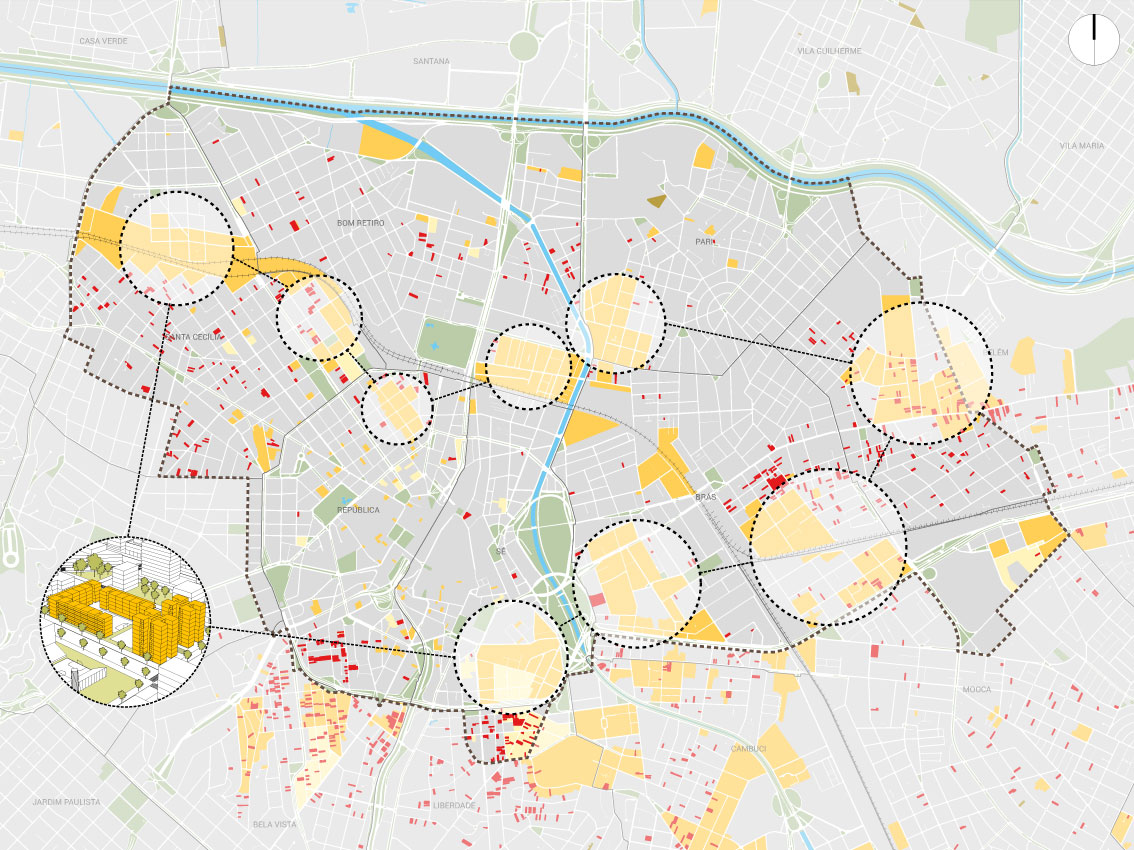 CASA VERDE
SANTANA
VILA GUILHERME
VILA MARIA
BOM RETIRO
PARI
SANTA CECÍLIA
BELÉM
BRÁS
REPÚBLICA
SÉ
MOOCA
CAMBUCI
JARDIM PAULISTA
LIBERDADE
BELA VISTA